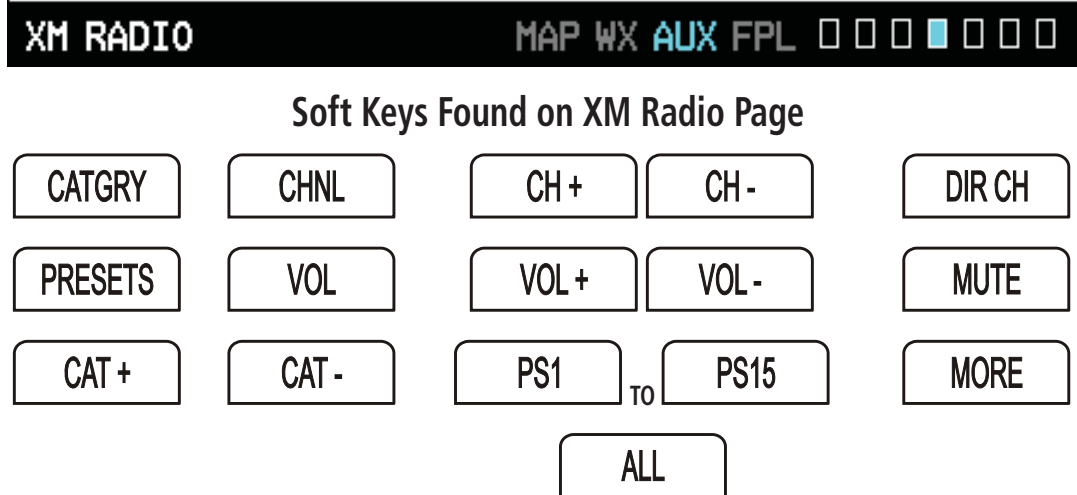 XM RADIO MAP WX AUX FPL
Soft Keys Found on XM Radio Page
CATGRY CHNL CH + CH - DIR CH
PRESETS VOL VOL + VOL - MUTE
CAT + CAT - PS1 TO PS15 MORE
ALL